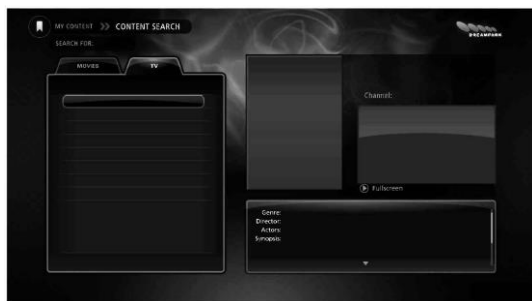 MY CONTENT >> CONTENT SEARCH
DREAMPARK
SEARCH FOR:
MOVIES
TV
Channel:
Fullscreen
Genre:
Director:
Actors:
Synopsis: